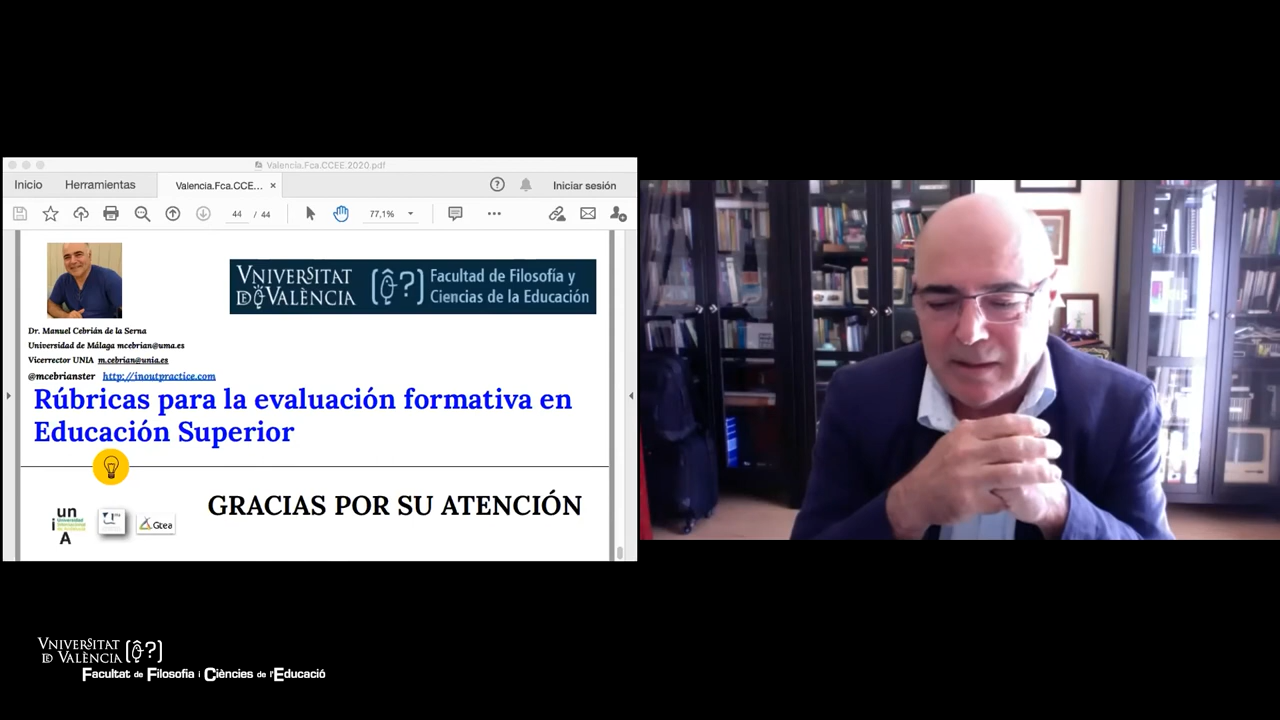 Valencia.Fca.CCEE.2020.pdf
Inicio
Herramientas
Valencia.Fca.CCE... ×
Iniciar sesión
44 / 44
77,1%
VNIVERSITAT
DE VALÈNCIA
Facultad de Filosofía y
Ciencias de la Educación
Dr. Manuel Cebrián de la Serna
Universidad de Málaga mcebrian@uma.es
Vicerrector UNIA m.cebrian@unia.es
@mcebrianster http://inoutpractice.com
Rúbricas para la evaluación formativa en
Educación Superior
GRACIAS POR SU ATENCIÓN
un
i
A
Gtea
VNIVERSITAT
DE VALÈNCIA
Facultat de Filosofia i Ciències de l'Educació